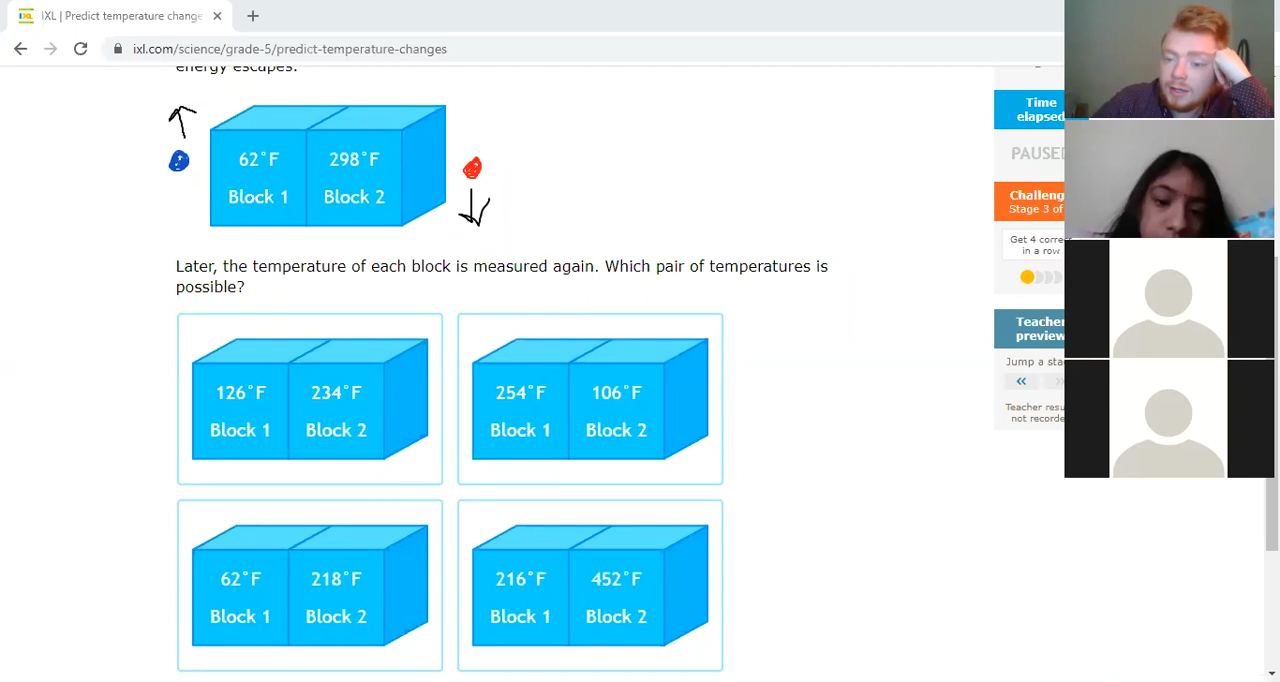 IXL | Predict temperature change
ixl.com/science/grade-5/predict-temperature-changes
energy escapes.
62°F 298°F
Block 1 Block 2
Later, the temperature of each block is measured again. Which pair of temperatures is
possible?
126°F 234°F
Block 1 Block 2
254°F 106°F
Block 1 Block 2
62°F 218°F
Block 1 Block 2
216°F 452°F
Block 1 Block 2
Time
elapsed
PAUSED
Challeng
Stage 3 of
Get 4 corre
in a row
Teacher
preview
Jump a sta
Teacher resu
not recorde